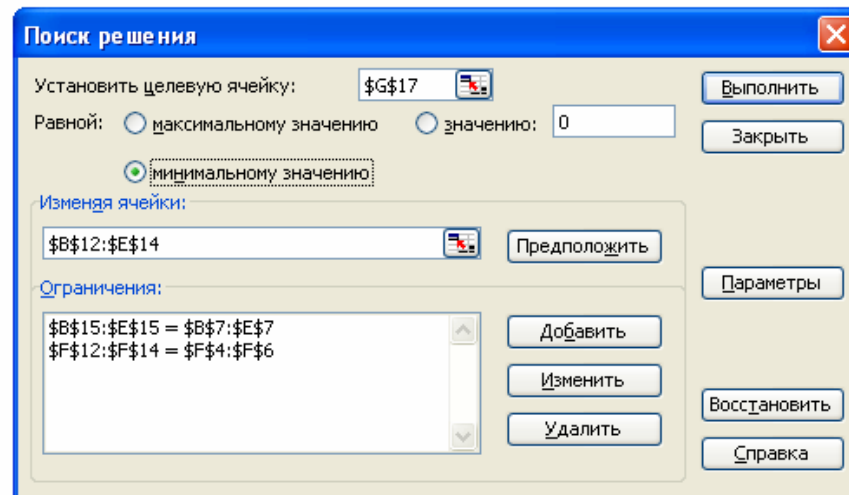 Поиск решения
Установить целевую ячейку: $G$17 Выполнить
Равной: максимальному значению значению: 0 Закрыть
минимальному значению
Изменяя ячейки:
$B$12:$E$14 Предположить
Параметры
Ограничения:
$B$15:$E$15 = $B$7:$E$7 Добавить
$F$12:$F$14 = $F$4:$F$6
Изменить
Восстановить
Удалить
Справка